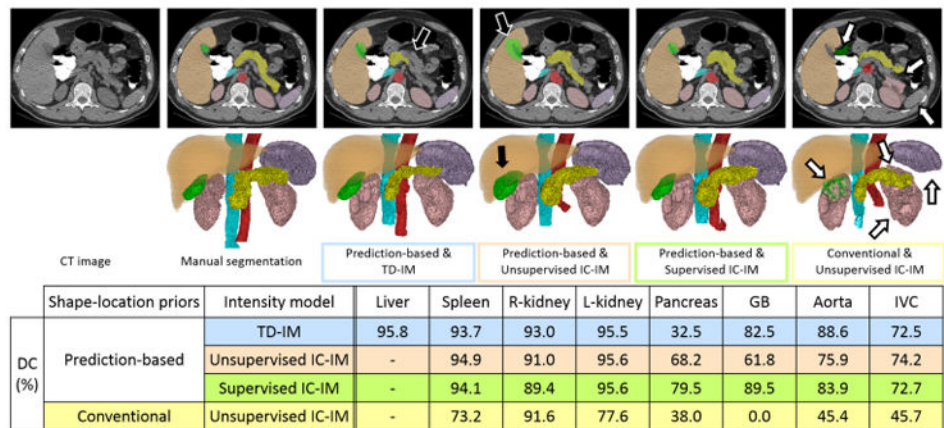 CT image
Manual segmentation
Prediction-based &
TD-IM
Prediction-based &
Unsupervised IC-IM
Prediction-based &
Supervised IC-IM
Conventional &
Unsupervised IC-IM
Shape-location priors Intensity model Liver Spleen R-kidney L-kidney Pancreas GB Aorta IVC
DC
(%)
Prediction-based
TD-IM 95.8 93.7 93.0 95.5 32.5 82.5 88.6 72.5
Unsupervised IC-IM - 94.9 91.0 95.6 68.2 61.8 75.9 74.2
Supervised IC-IM - 94.1 89.4 95.6 79.5 89.5 83.9 72.7
Conventional Unsupervised IC-IM - 73.2 91.6 77.6 38.0 0.0 45.4 45.7